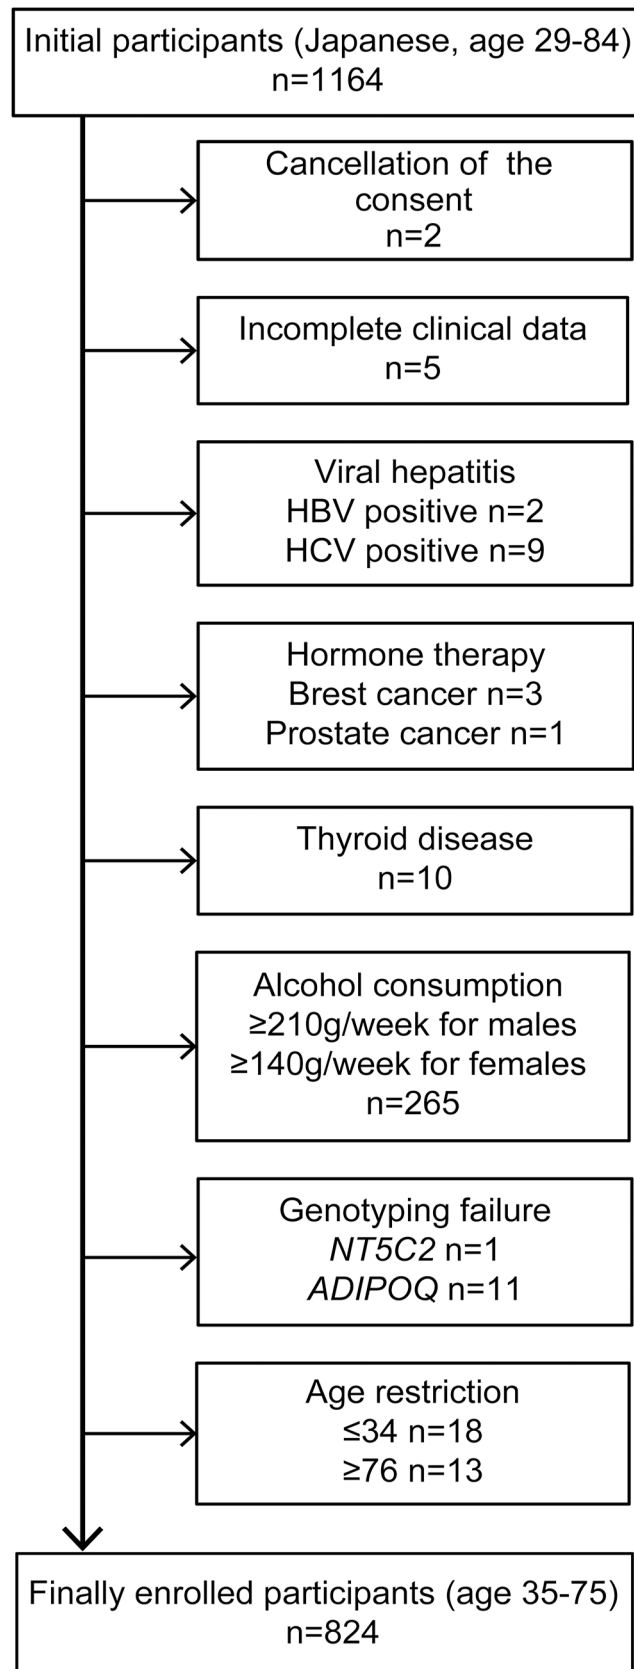 Initial participants (Japanese, age 29-84)
n=1164
Cancellation of the
consent
n=2
Incomplete clinical data
n=5
Viral hepatitis
HBV positive n=2
HCV positive n=9
Hormone therapy
Brest cancer n=3
Prostate cancer n=1
Thyroid disease
n=10
Alcohol consumption
≥210g/week for males
≥140g/week for females
n=265
Genotyping failure
NT5C2 n=1
ADIPOQ n=11
Age restriction
≤34 n=18
≥76 n=13
Finally enrolled participants (age 35-75)
n=824